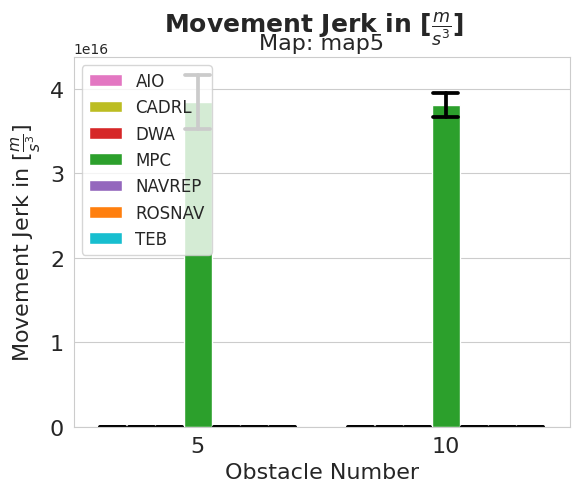 Movement Jerk in [m/s³]
Map: map5
1e16
AIO
CADRL
DWA
MPC
NAVREP
ROSNAV
TEB
Movement Jerk in [m/s³]
4
3
2
1
0
5 10
Obstacle Number